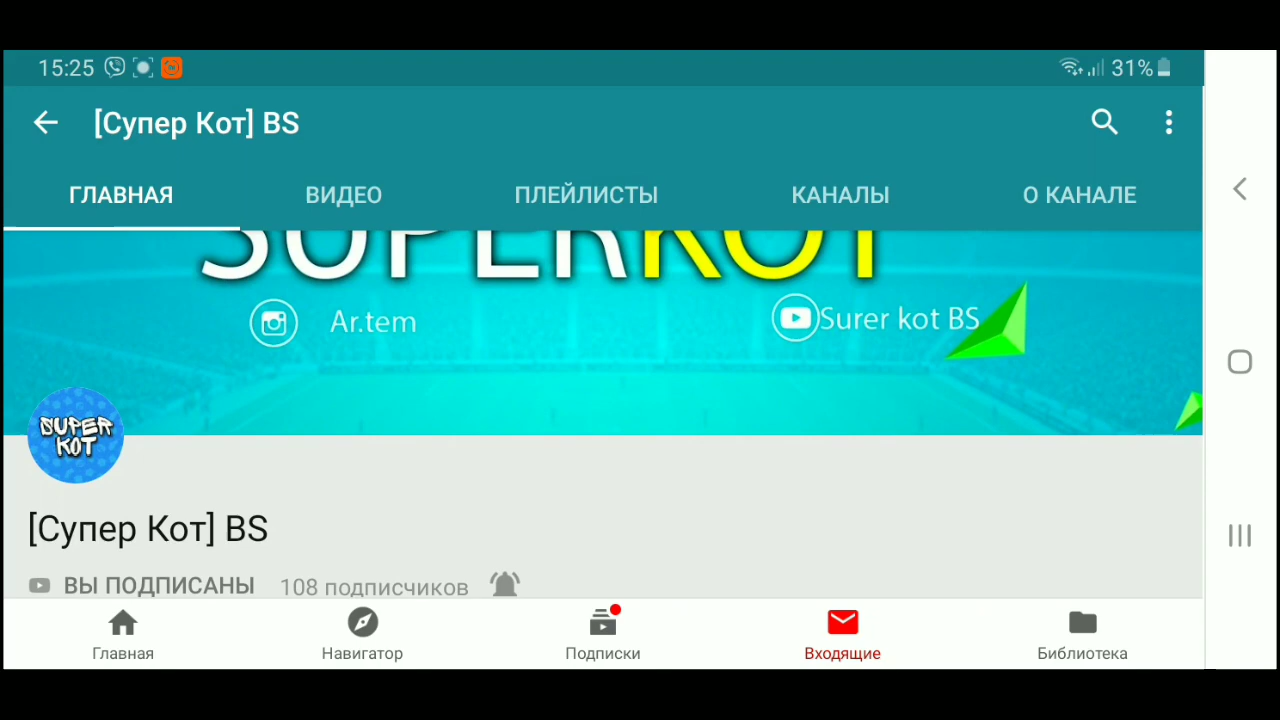 15:25 31%
[Супер Кот] BS
ГЛАВНАЯ ВИДЕО ПЛЕЙЛИСТЫ КАНАЛЫ О КАНАЛЕ
SUPERKOT
Ar.tem Surer kot BS
SUPER
KOT
[Супер Кот] BS
ВЫ ПОДПИСАНЫ 108 подписчиков
Главная Навигатор Подписки Входящие Библиотека